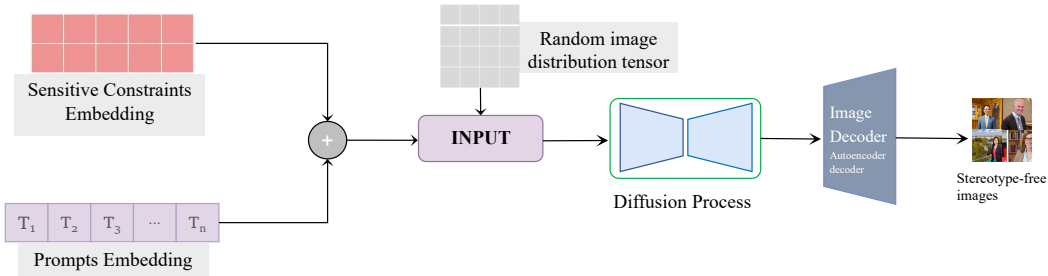 Sensitive Constraints
Embedding
Random image
distribution tensor
+
INPUT
T1 T2 T3 ... Tn
Prompts Embedding
Diffusion Process
Image
Decoder
Autoencoder
decoder
Stereotype-free
images